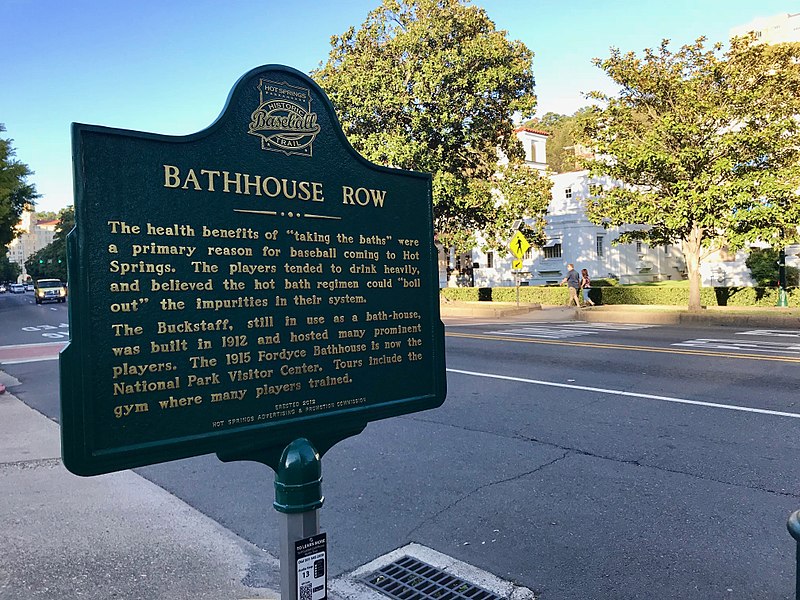 HOT SPRINGS
HISTORIC
Baseball
TRAIL
BATHHOUSE ROW
The health benefits of "taking the baths" were
a primary reason for baseball coming to Hot
Springs. The players tended to drink heavily,
and believed the hot bath regimen could "boil
out" the impurities in their system.
The Buckstaff, still in use as a bath-house,
was built in 1912 and hosted many prominent
players. The 1915 Fordyce Bathhouse is now the
National Park Visitor Center. Tours include the
gym where many players trained.
ERECTED 2012
HOT SPRINGS ADVERTISING & PROMOTION COMMISSION
TO LEARN MORE
13